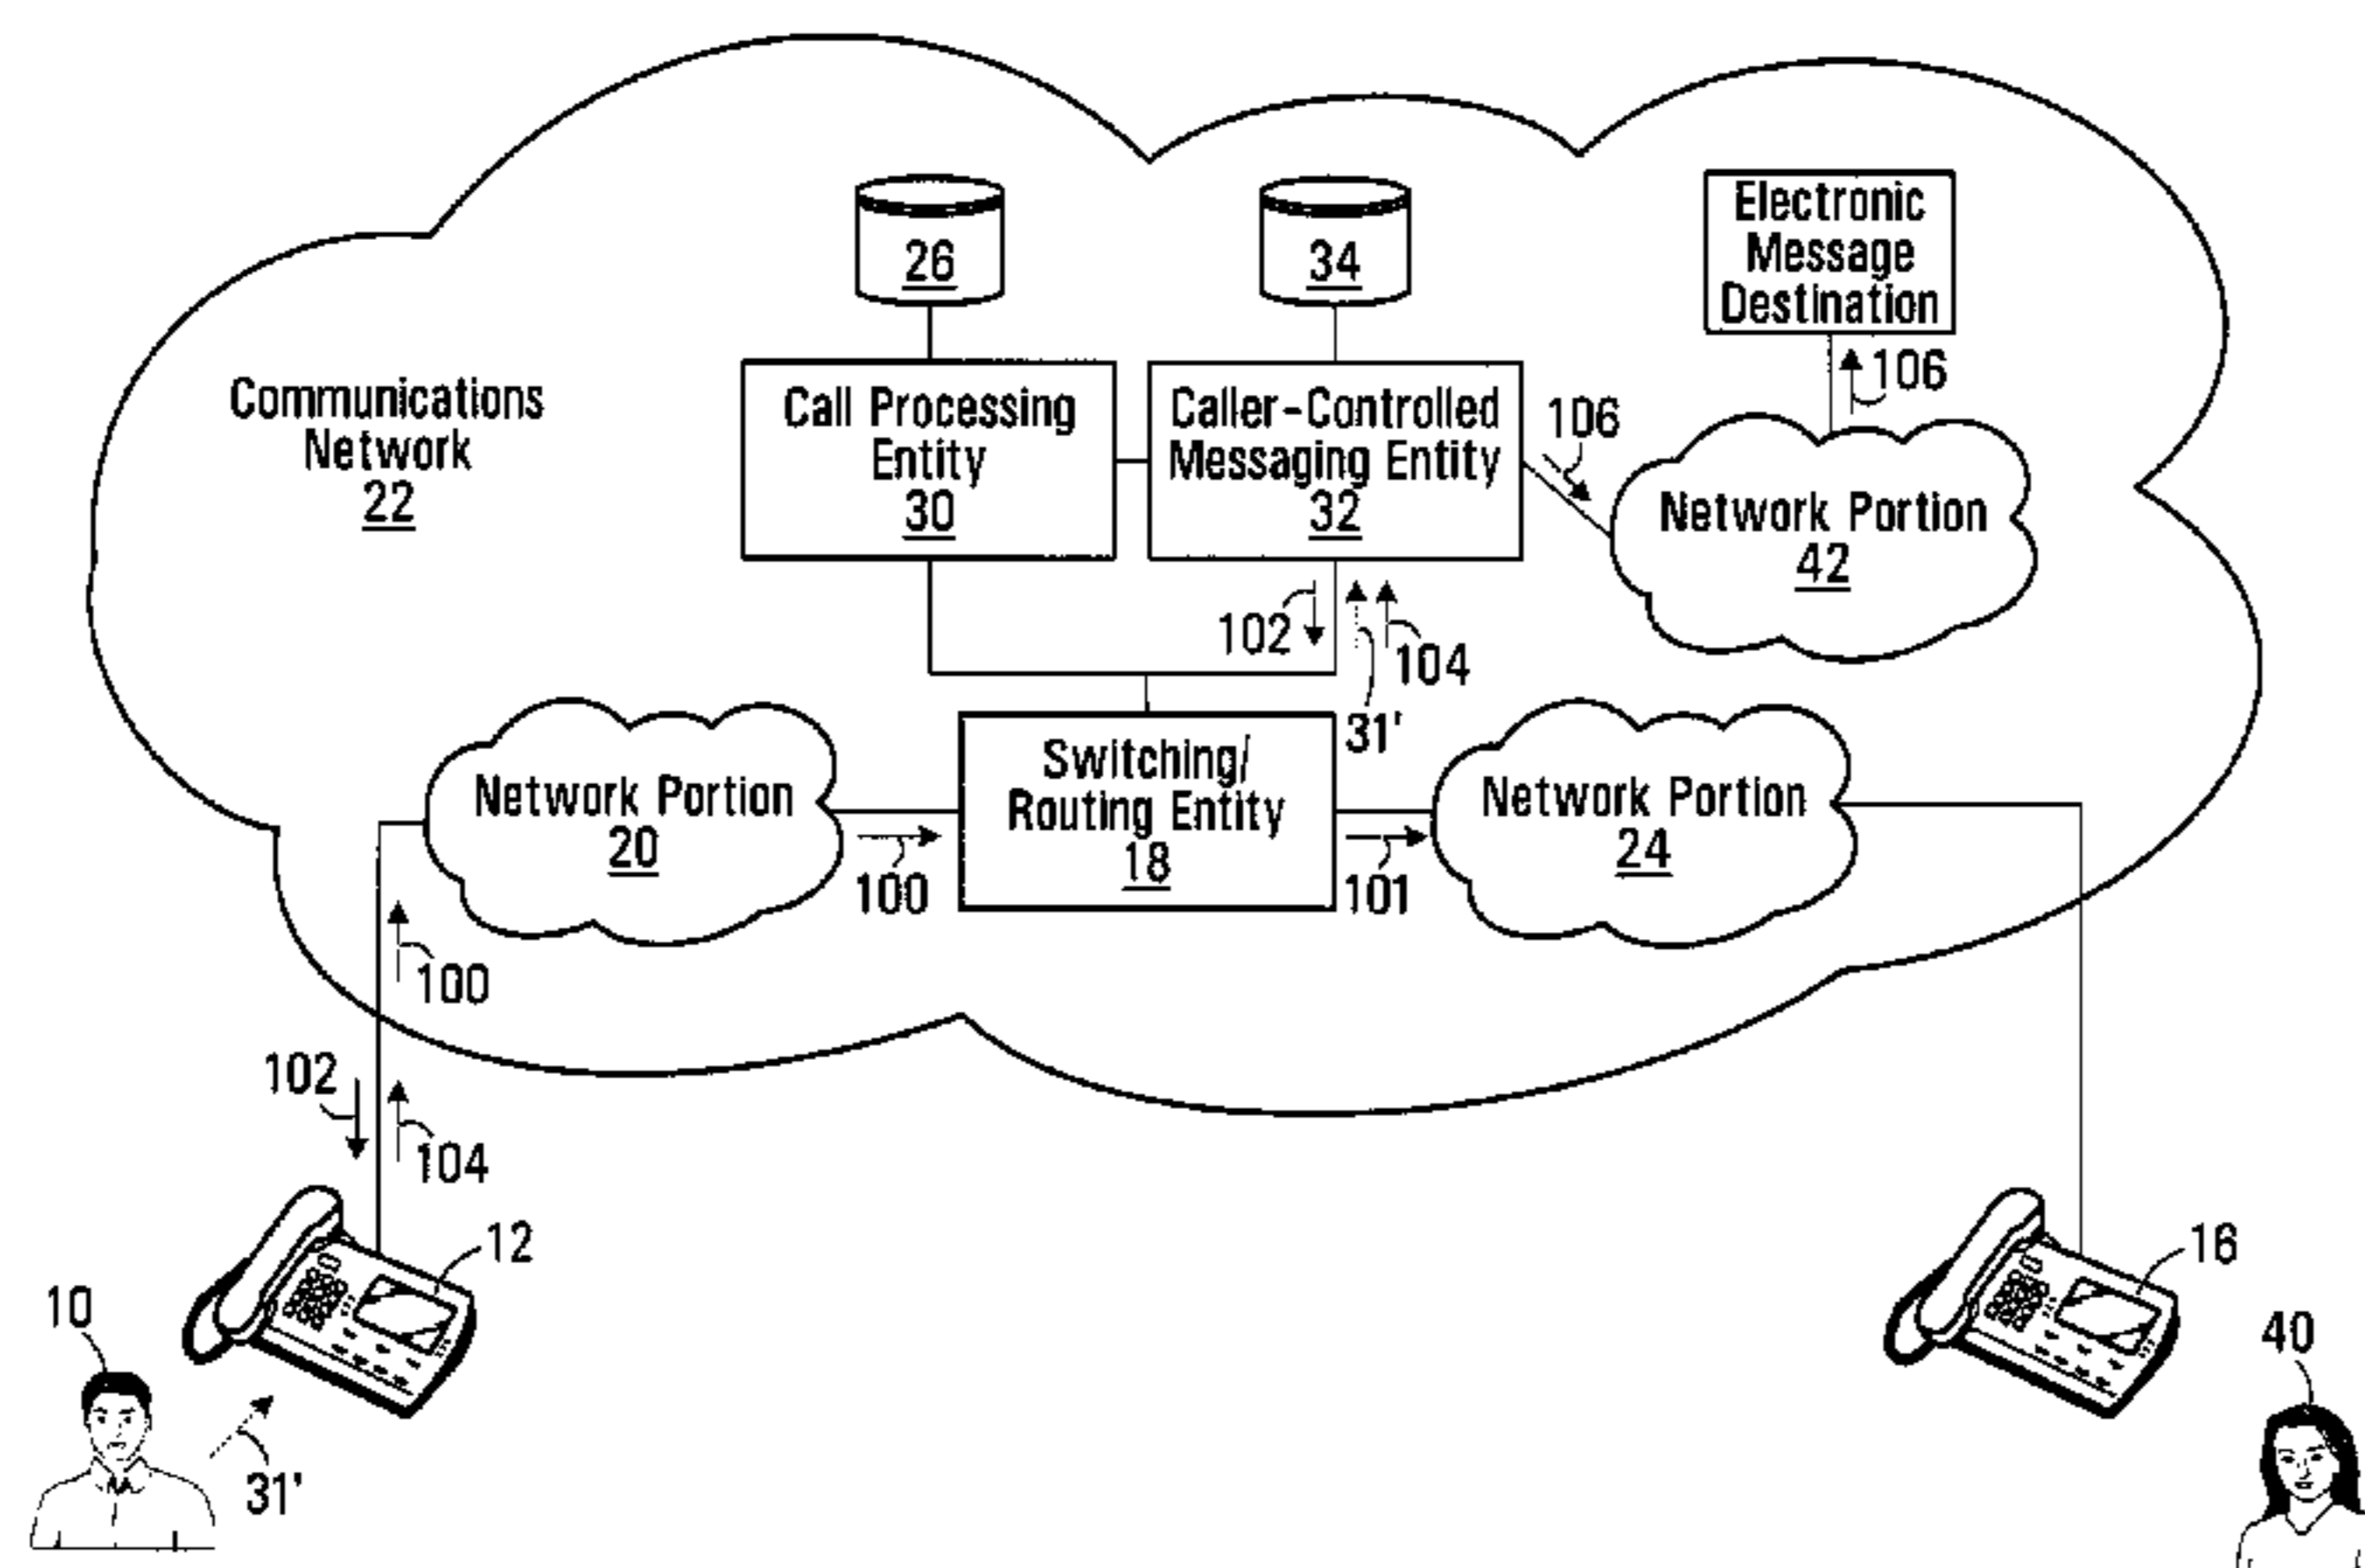 Electronic
Message
Destination
26
34
106
Communications
Network
22
Call Processing
Entity
30
Caller-Controlled
Messaging Entity
32
106
Network Portion
42
102
104
31'
Network Portion
20
Switching/
Routing Entity
18
Network Portion
24
100
101
100
102
104
12
16
10
40
31'